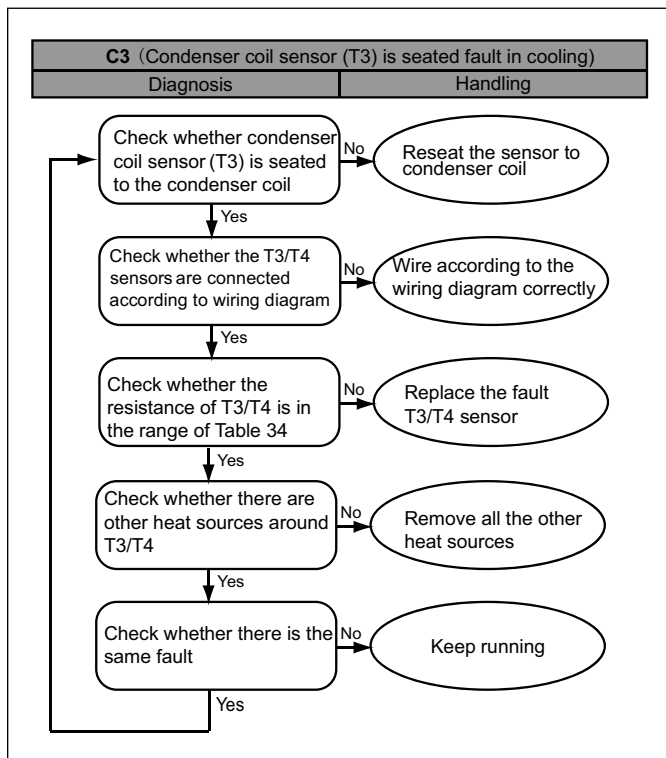 C3 (Condenser coil sensor (T3) is seated fault in cooling)
Diagnosis
Handling
Check whether condenser
coil sensor (T3) is seated
to the condenser coil
No
Reseat the sensor to
condenser coil
Yes
Check whether the T3/T4
sensors are connected
according to wiring diagram
No
Wire according to the
wiring diagram correctly
Yes
Check whether the
resistance of T3/T4 is in
the range of Table 34
No
Replace the fault
T3/T4 sensor
Yes
Check whether there are
other heat sources around
T3/T4
No
Remove all the other
heat sources
Yes
Check whether there is the
same fault
No
Keep running
Yes